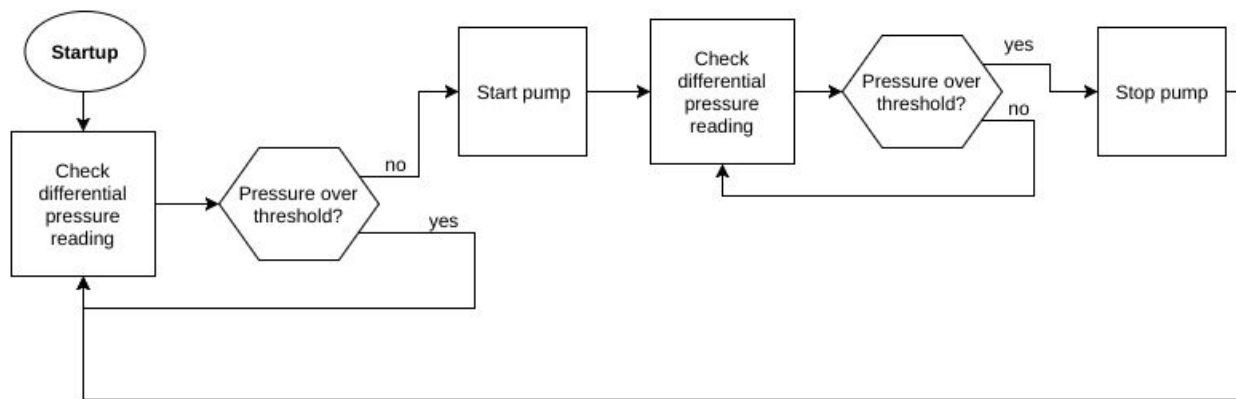 Startup
Check
differential
pressure
reading
Pressure over
threshold?
no
yes
Start pump
Check
differential
pressure
reading
Pressure over
threshold?
yes
no
Stop pump